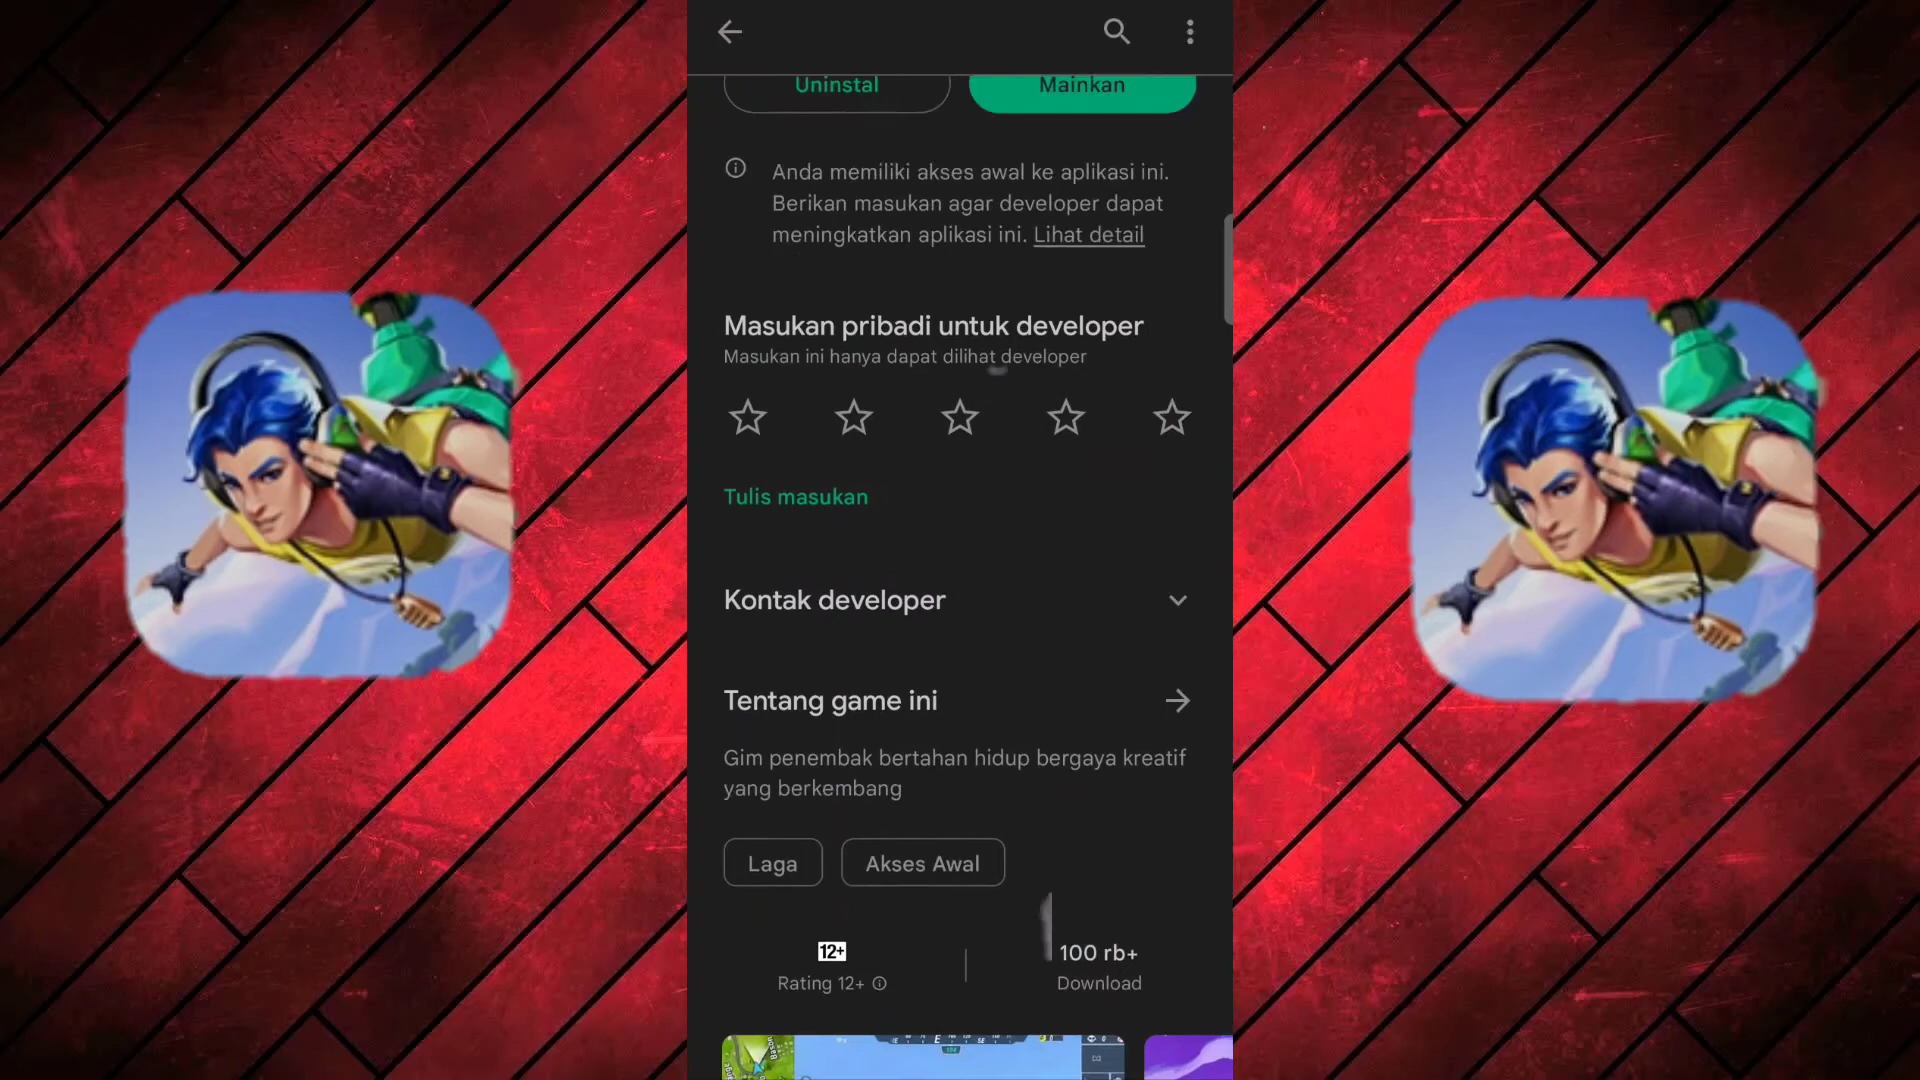 Uninstal
Mainkan
Anda memiliki akses awal ke aplikasi ini.
Berikan masukan agar developer dapat
meningkatkan aplikasi ini. Lihat detail
Masukan pribadi untuk developer
Masukan ini hanya dapat dilihat developer
Tulis masukan
Kontak developer
Tentang game ini
Gim penembak bertahan hidup bergaya kreatif
yang berkembang
Laga
Akses Awal
12+
100 rb+
Rating 12+
Download
E
SE